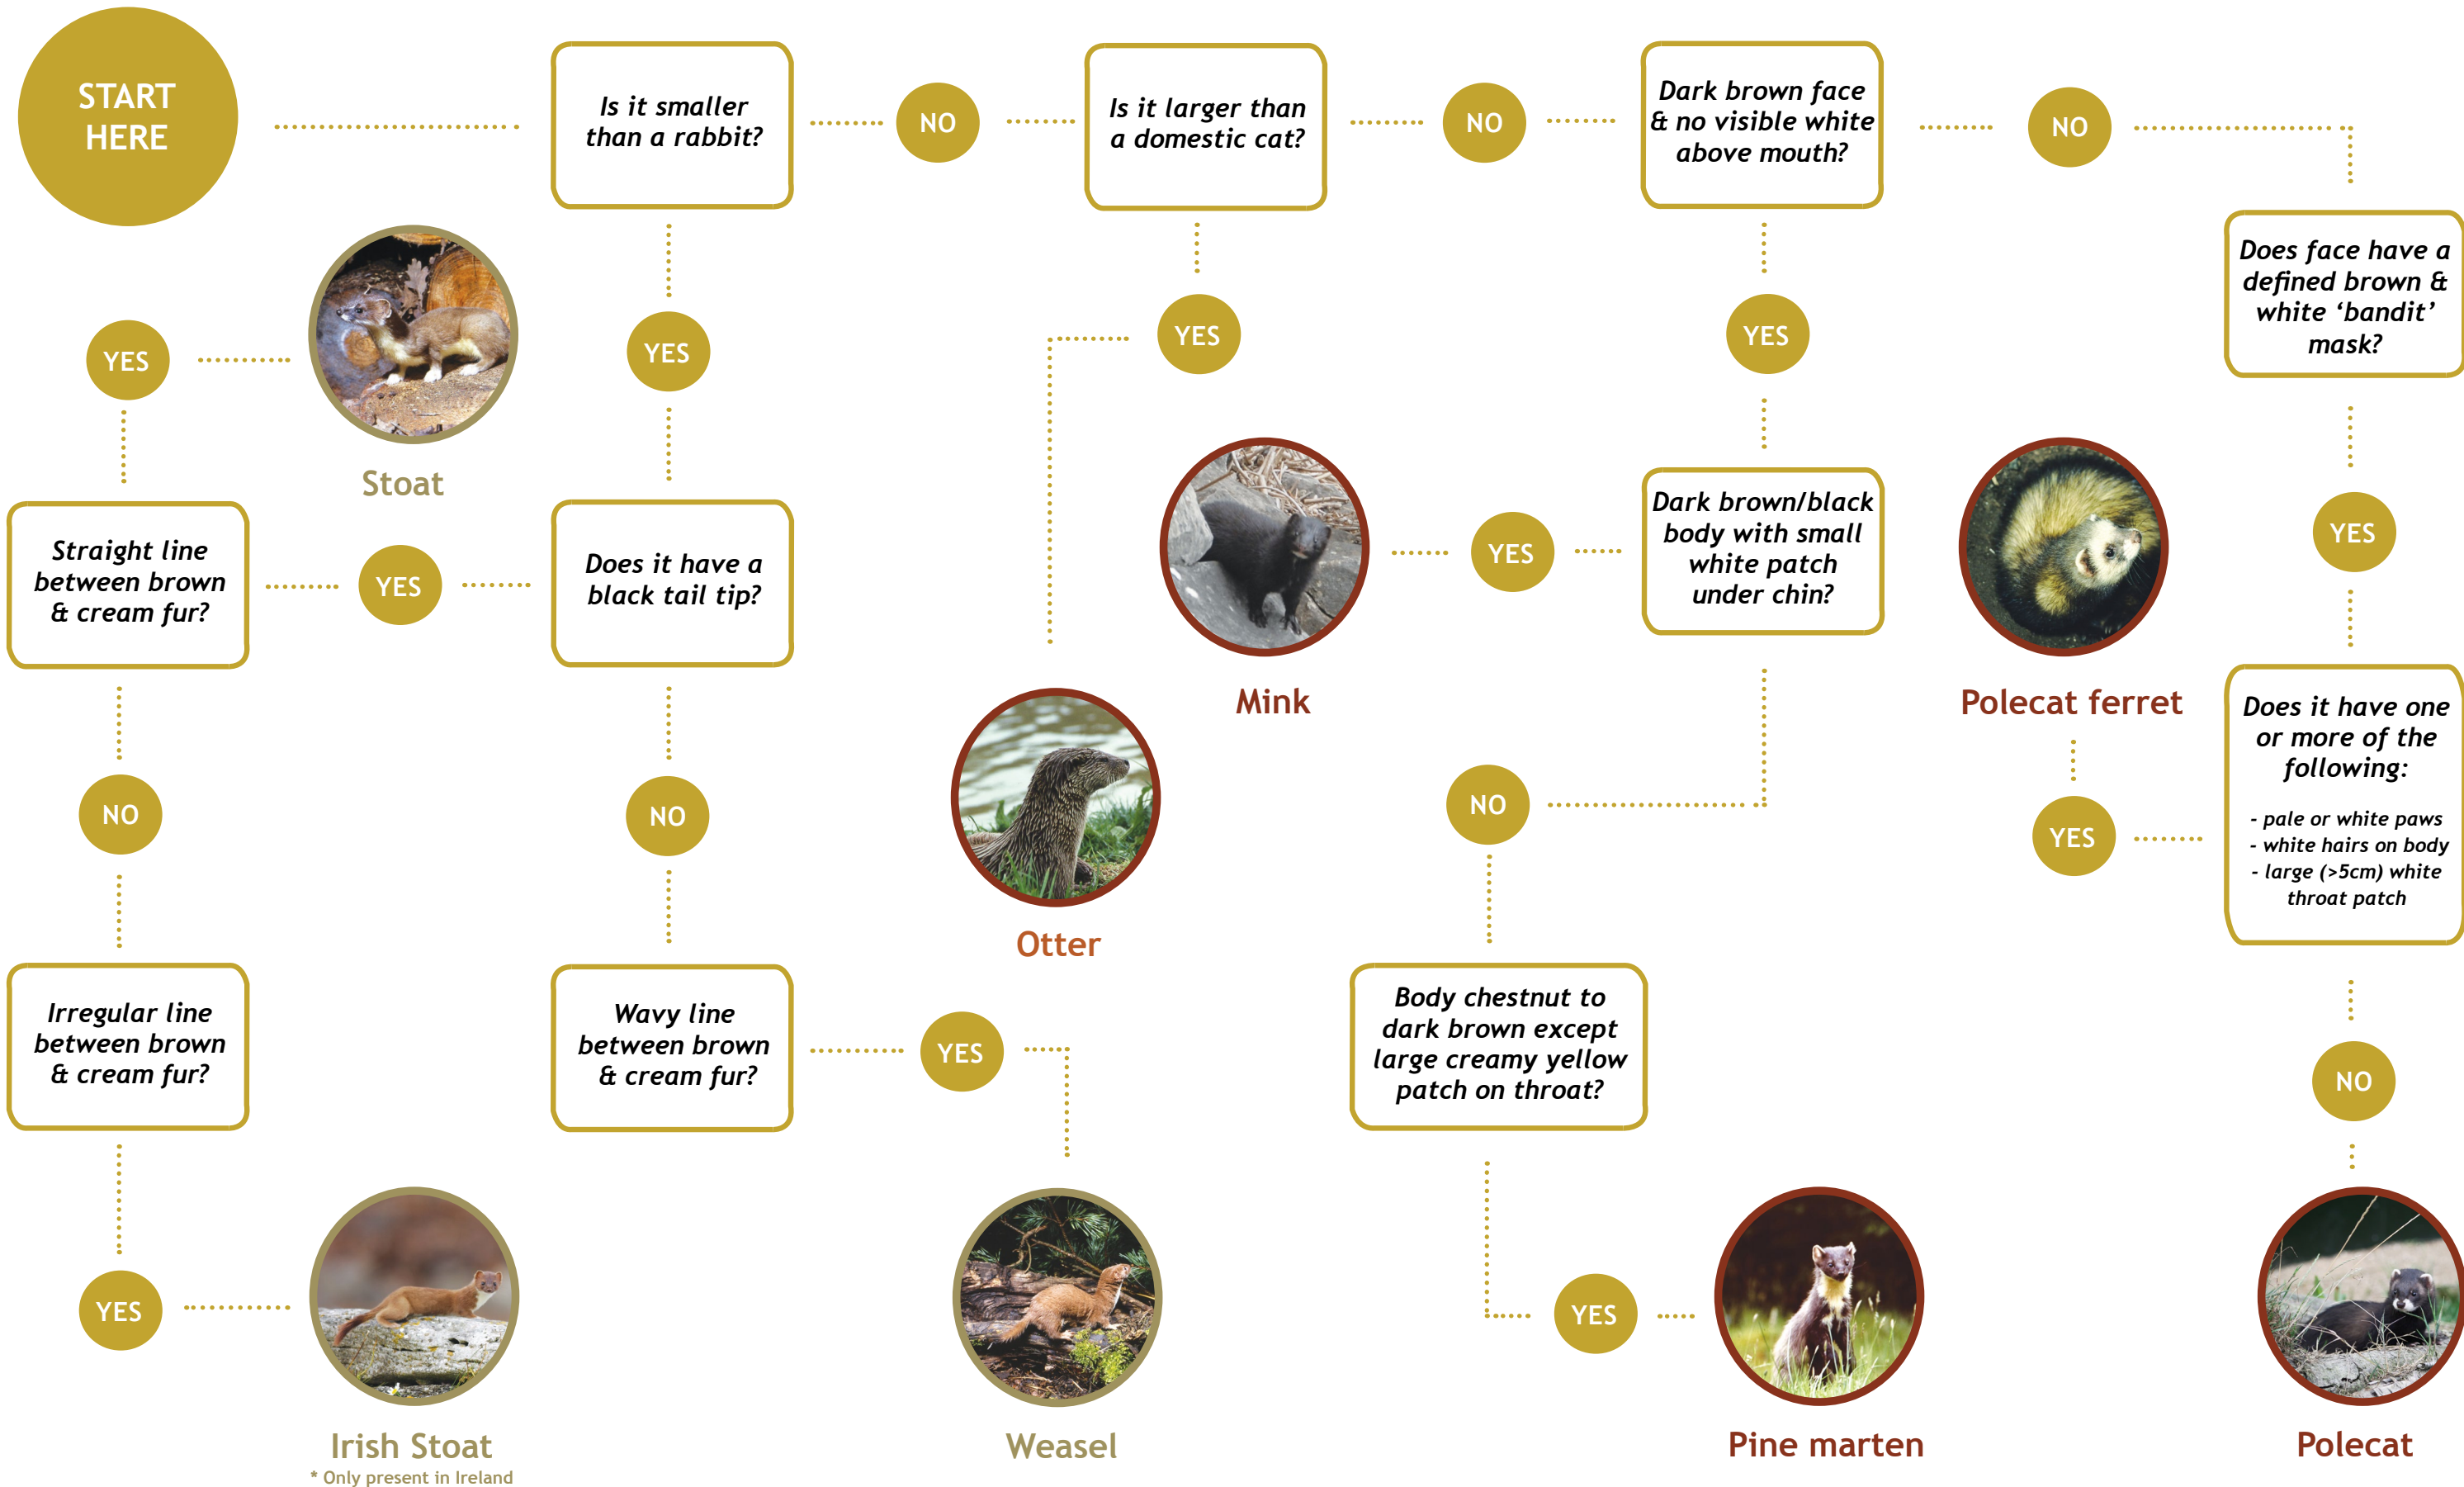 START
HERE
Is it smaller
than a rabbit?
NO
Is it larger than
a domestic cat?
NO
Dark brown face
& no visible white
above mouth?
NO
Does face have a
defined brown &
white ‘bandit’
mask?
YES
Stoat
YES
YES
YES
YES
Straight line
between brown
& cream fur?
YES
Does it have a
black tail tip?
Mink
YES
Dark brown/black
body with small
white patch
under chin?
Polecat ferret
YES
Does it have one
or more of the
following:
- pale or white paws
- white hairs on body
- large (>5cm) white
throat patch
NO
NO
Otter
NO
NO
Irregular line
between brown
& cream fur?
Wavy line
between brown
& cream fur?
YES
Body chestnut to
dark brown except
large creamy yellow
patch on throat?
YES
Irish Stoat
* Only present in Ireland
Weasel
YES
Pine marten
Polecat